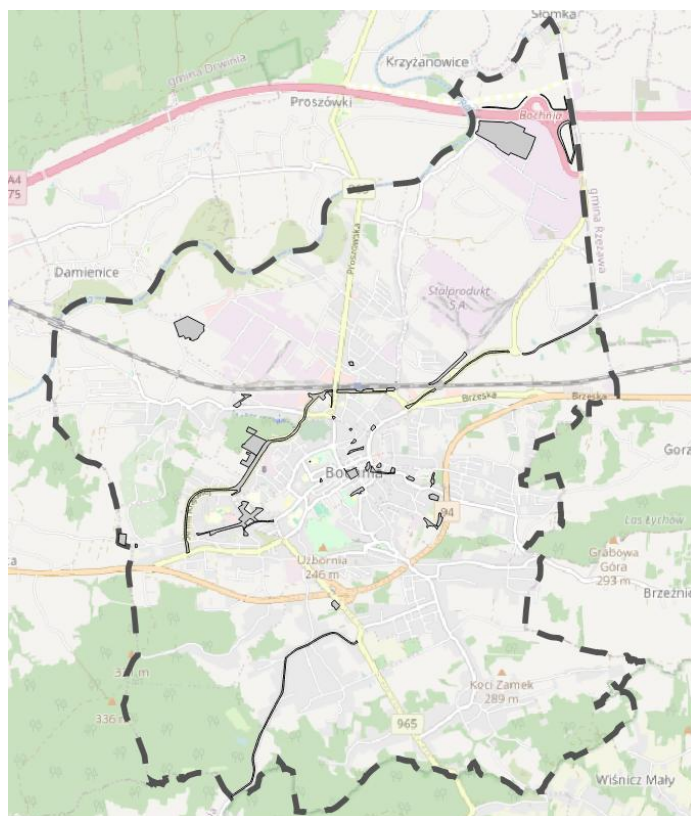 Słomka
Krzyżanowice
gmina Drwinia
Proszówki
Bochnia
A4
75
gmina Rzezawa
Proszowska
Damienice
Stalprodukt
S.A.
Brzeska
Brzeska
Gorz
Bochnia
94
Las Łychów
Uzbornia
246 m
Grabowa
Góra
293 m
Brzeźnic
Koci Zamek
289 m
336 m
965
Wiśnicz Mały